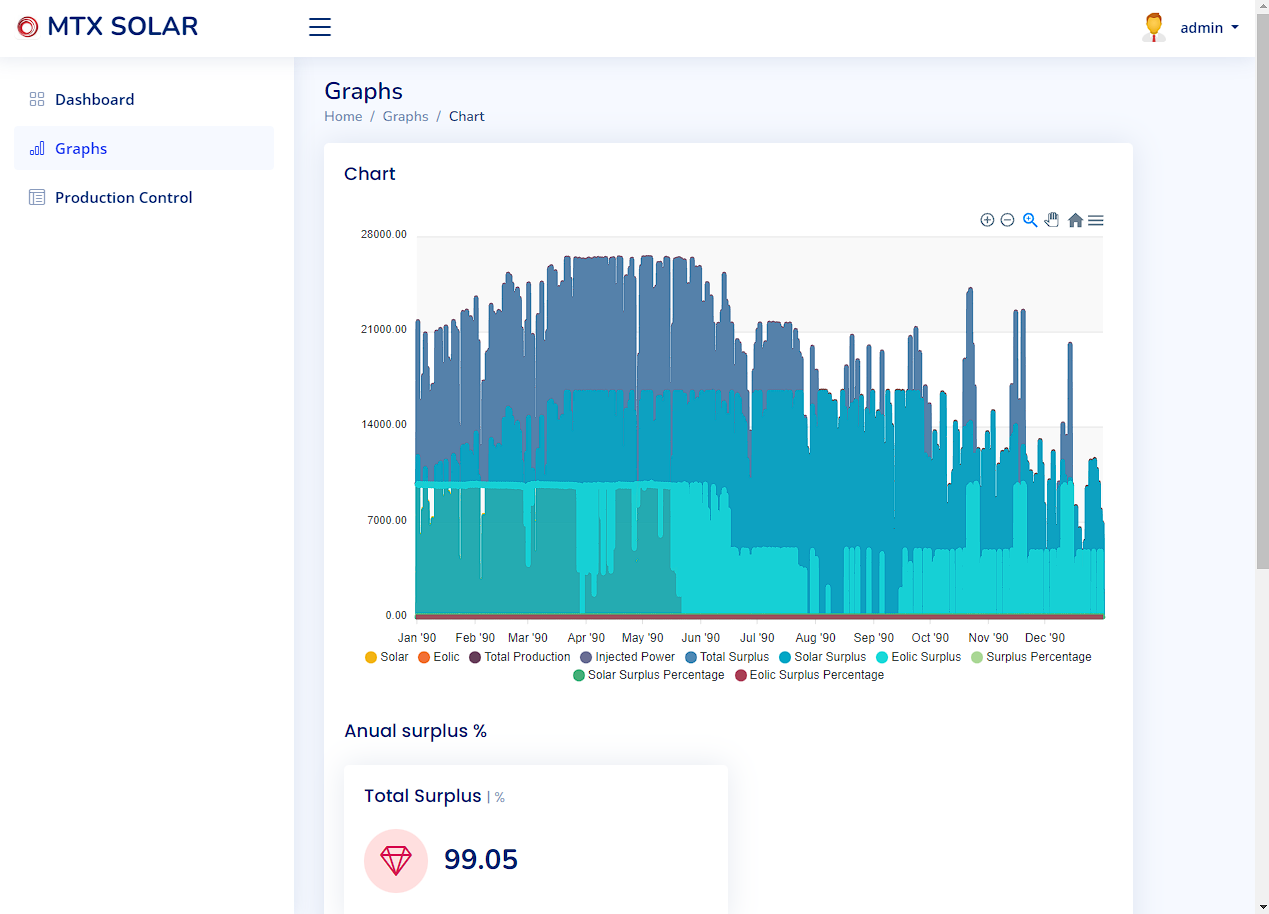 MTX SOLAR
admin
Dashboard
Graphs
Production Control
Graphs
Home / Graphs / Chart
Chart
28000.00
21000.00
14000.00
7000.00
0.00
Jan '90 Feb '90 Mar '90 Apr '90 May '90 Jun '90 Jul '90 Aug '90 Sep '90 Oct '90 Nov '90 Dec '90
Solar Eolic Total Production Injected Power Total Surplus Solar Surplus Eolic Surplus Surplus Percentage
Solar Surplus Percentage Eolic Surplus Percentage
Anual surplus %
Total Surplus | %
99.05